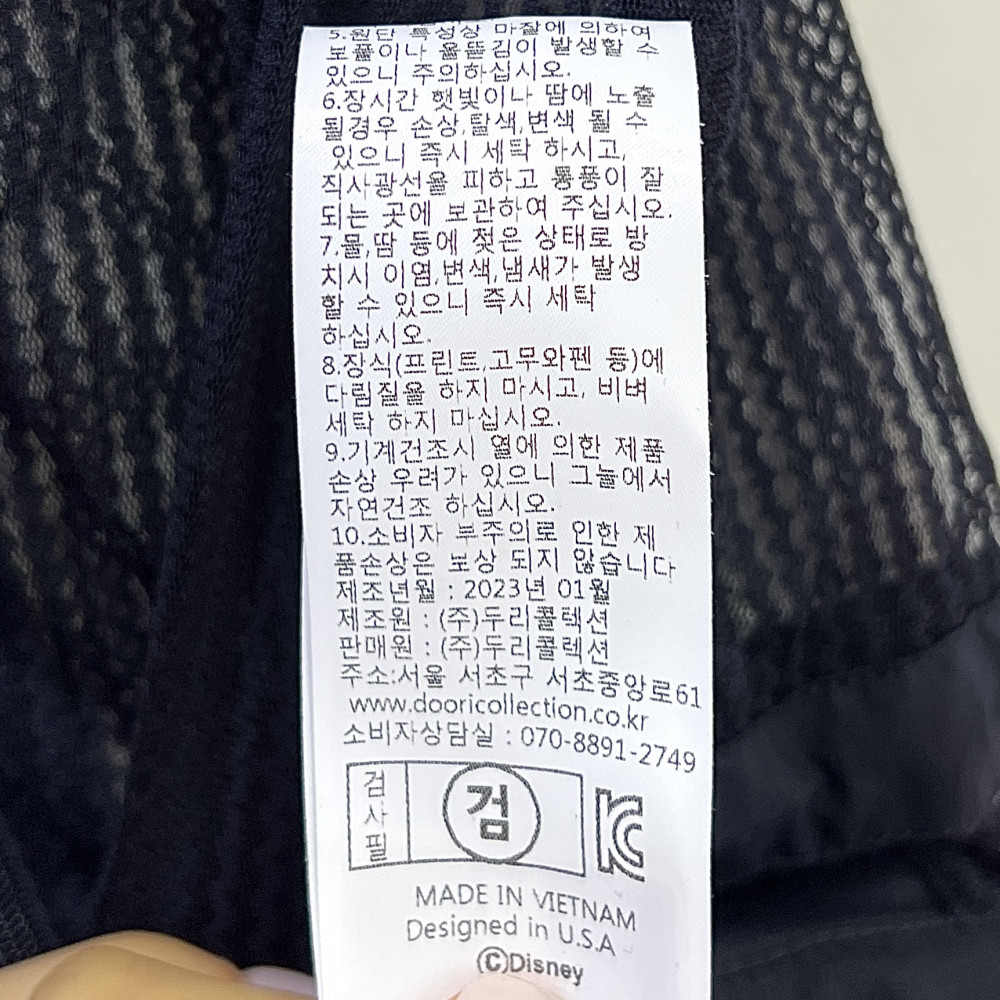 5.원단 특성상 마찰에 의하여
보풀이나 올뜯김이 발생할 수
있으니 주의하십시오.
6.장시간 햇빛이나 땀에 노출
될경우 손상,탈색,변색 될 수
있으니 즉시 세탁 하시고,
직사광선을 피하고 통풍이 잘
되는 곳에 보관하여 주십시오.
7.물,땀 등에 젖은 상태로 방
치시 이염,변색,냄새가 발생
할 수 있으니 즉시 세탁
하십시오.
8.장식(프린트,고무와펜 등)에
다림질을 하지 마시고, 비벼
세탁 하지 마십시오.
9.기계건조시 열에 의한 제품
손상 우려가 있으니 그늘에서
자연건조 하십시오.
10.소비자 부주의로 인한 제
품손상은 보상 되지 않습니다
제조년월 : 2023년 01월
제조원 : (주)두리콜렉션
판매원 : (주)두리콜렉션
주소:서울 서초구 서초중앙로61
www.dooricollection.co.kr
소비자상담실 : 070-8891-2749
검사필
검
KC
MADE IN VIETNAM
Designed in U.S.A
©Disney